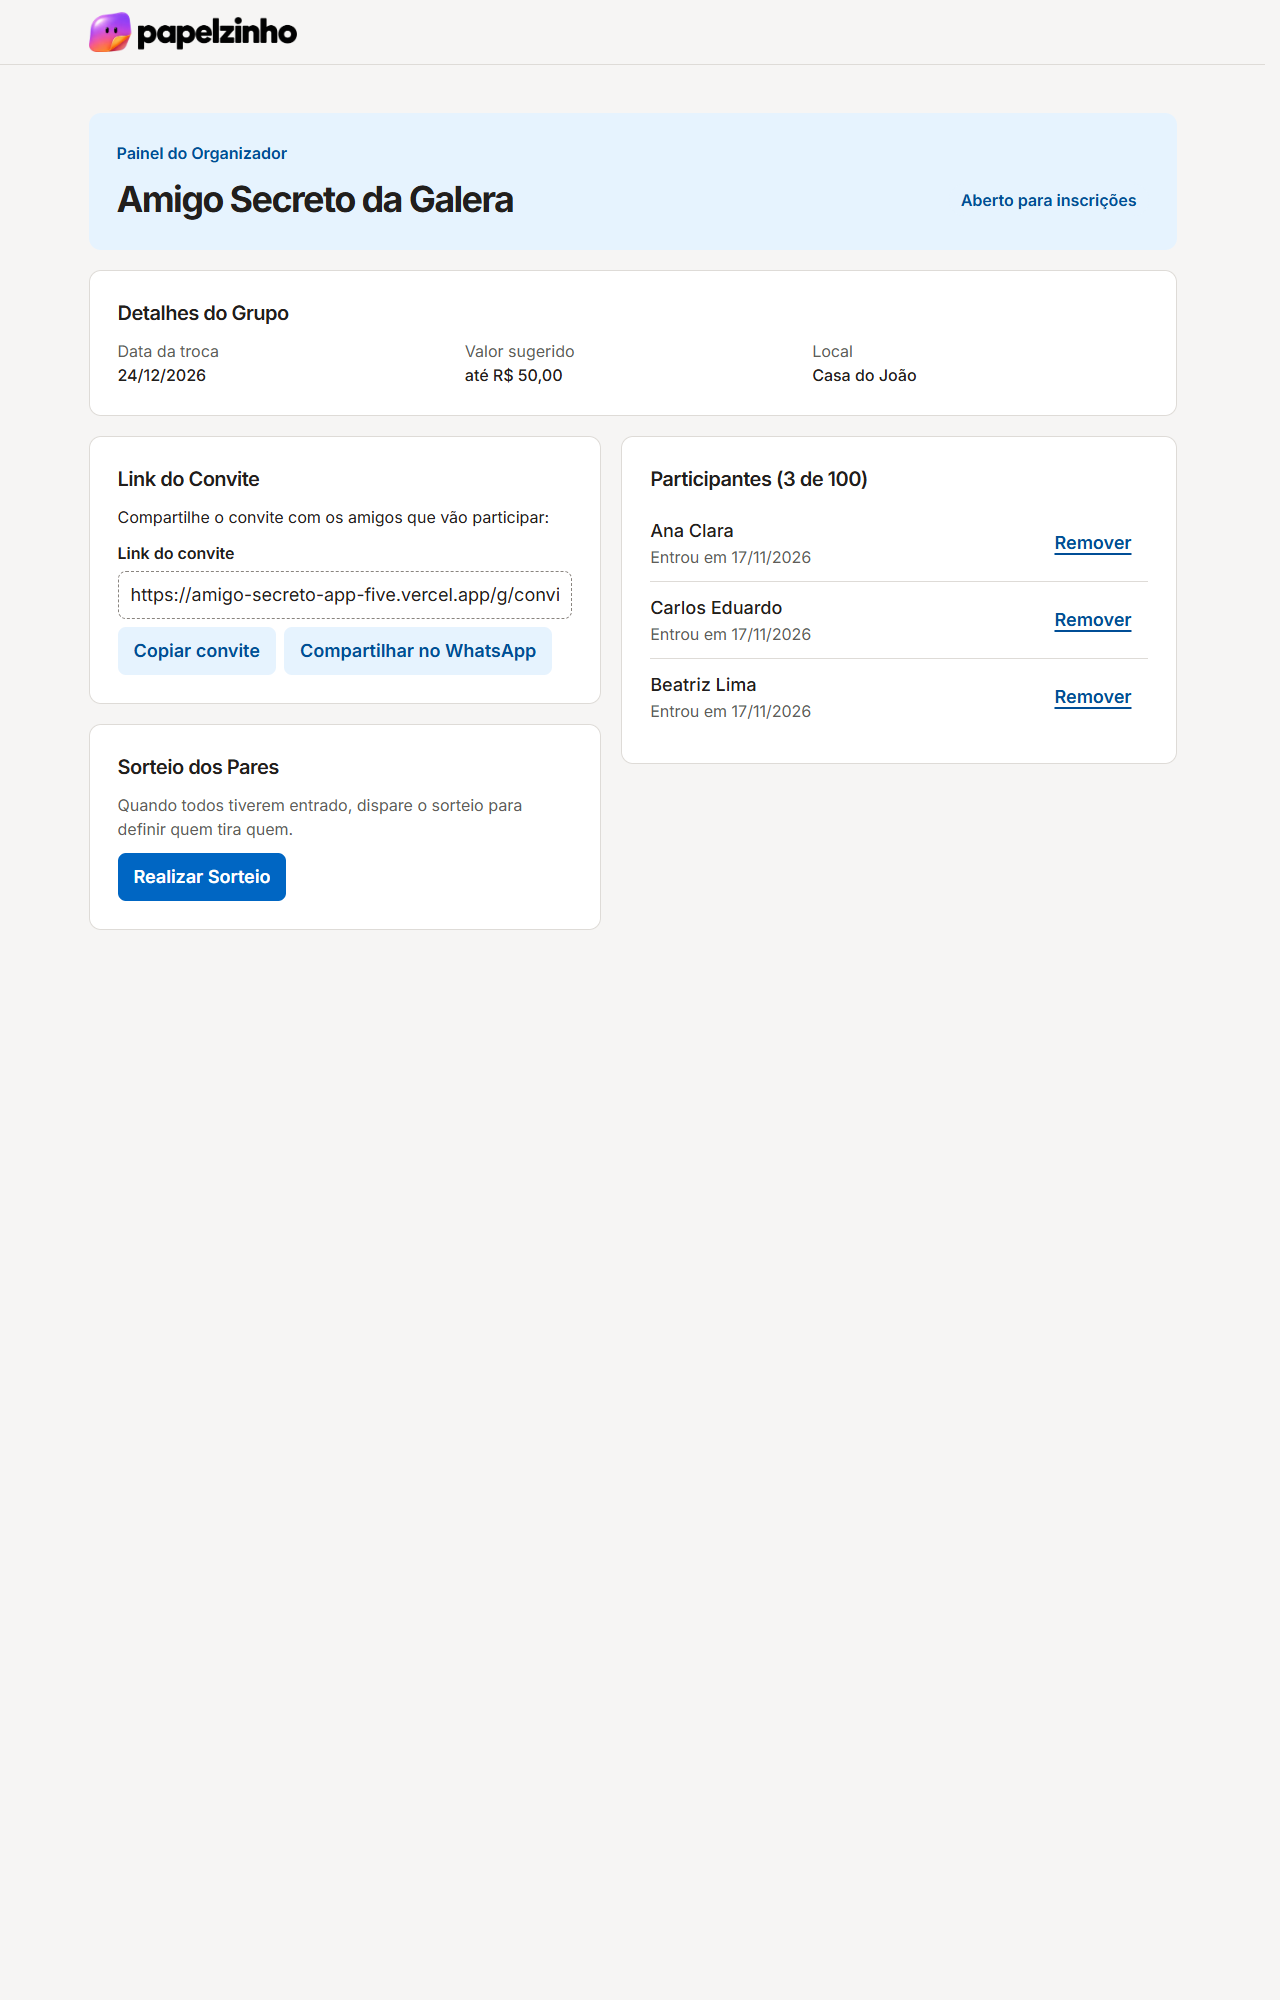 papelzinho
Painel do Organizador
Amigo Secreto da Galera
Aberto para inscrições
Detalhes do Grupo
Data da troca
24/12/2026
Valor sugerido
até R$ 50,00
Local
Casa do João
Link do Convite
Compartilhe o convite com os amigos que vão participar:
Link do convite
https://amigo-secreto-app-five.vercel.app/g/convi
Copiar convite
Compartilhar no WhatsApp
Sorteio dos Pares
Quando todos tiverem entrado, dispare o sorteio para
definir quem tira quem.
Realizar Sorteio
Participantes (3 de 100)
Ana Clara
Entrou em 17/11/2026
Remover
Carlos Eduardo
Entrou em 17/11/2026
Remover
Beatriz Lima
Entrou em 17/11/2026
Remover